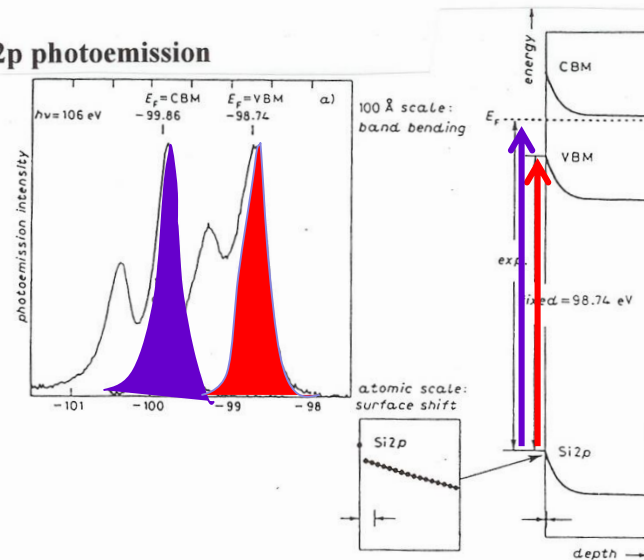 2p photoemission
hν=106 eV
E_F=CBM
-99.86
E_F=VBM
-98.74
a)
photoemission intensity
-101
-100
-99
-98
100 Å scale:
band bending
energy
CBM
E_F
VBM
exp.
ixed=98.74 eV
atomic scale:
surface shift
Si2p
Si2p
depth